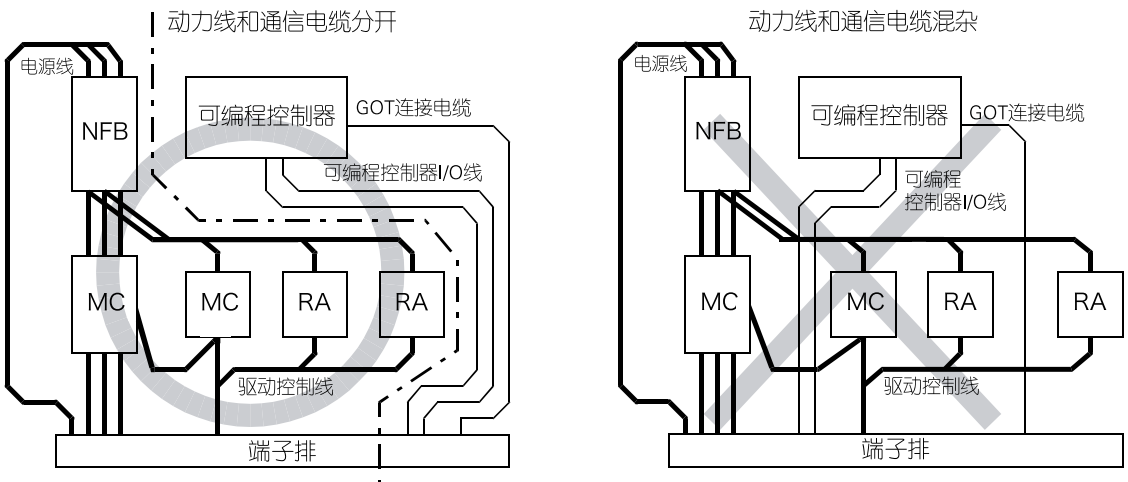 动力线和通信电缆分开
电源线
NFB
可编程控制器
GOT连接电缆
可编程控制器I/O线
MC
MC
RA
RA
驱动控制线
端子排
动力线和通信电缆混杂
电源线
NFB
可编程控制器
GOT连接电缆
可编程
控制器I/O线
MC
MC
RA
RA
驱动控制线
端子排